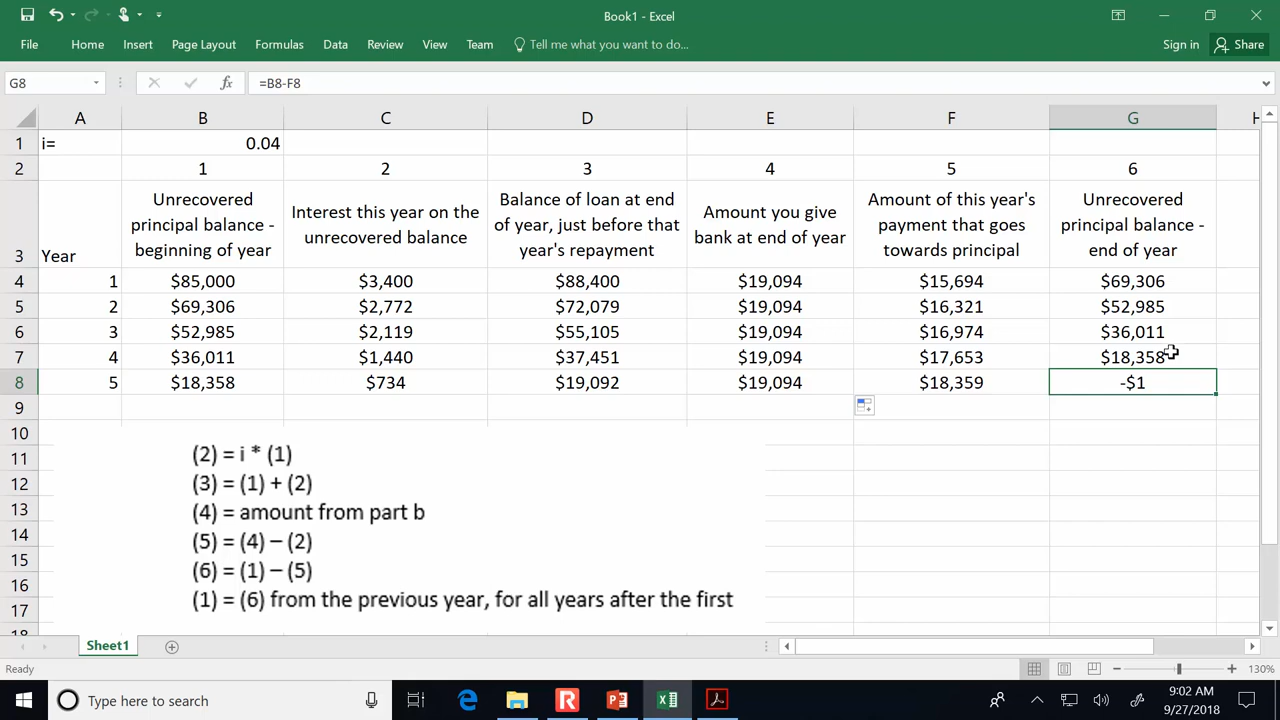 Book1 - Excel
File Home Insert Page Layout Formulas Data Review View Team Tell me what you want to do... Sign in Share
G8 fx =B8-F8
A B C D E F G H
1 i= 0.04
2 1 2 3 4 5 6
Unrecovered principal balance - beginning of year
Interest this year on the unrecovered balance
Balance of loan at end of year, just before that year's repayment
Amount you give bank at end of year
Amount of this year's payment that goes towards principal
Unrecovered principal balance - end of year
3 Year
4 1 $85,000 $3,400 $88,400 $19,094 $15,694 $69,306
5 2 $69,306 $2,772 $72,079 $19,094 $16,321 $52,985
6 3 $52,985 $2,119 $55,105 $19,094 $16,974 $36,011
7 4 $36,011 $1,440 $37,451 $19,094 $17,653 $18,358
8 5 $18,358 $734 $19,092 $19,094 $18,359 -$1
9
10
11 (2) = i * (1)
12 (3) = (1) + (2)
13 (4) = amount from part b
14 (5) = (4) – (2)
15 (6) = (1) – (5)
16 (1) = (6) from the previous year, for all years after the first
17
18
Sheet1
Ready 130%
Type here to search 9:02 AM
9/27/2018